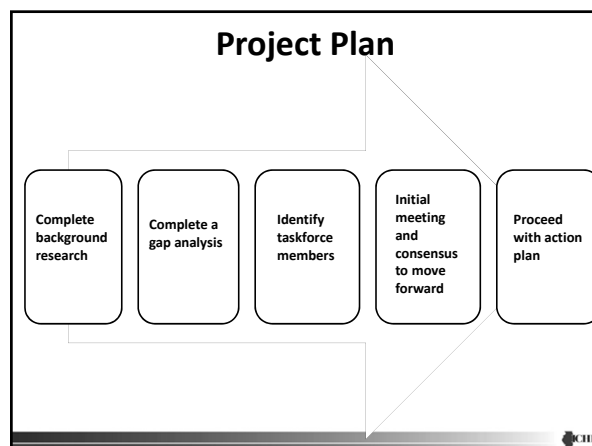 Project Plan
Complete
background
research
Complete a
gap analysis
Identify
taskforce
members
Initial
meeting
and
consensus
to move
forward
Proceed
with action
plan